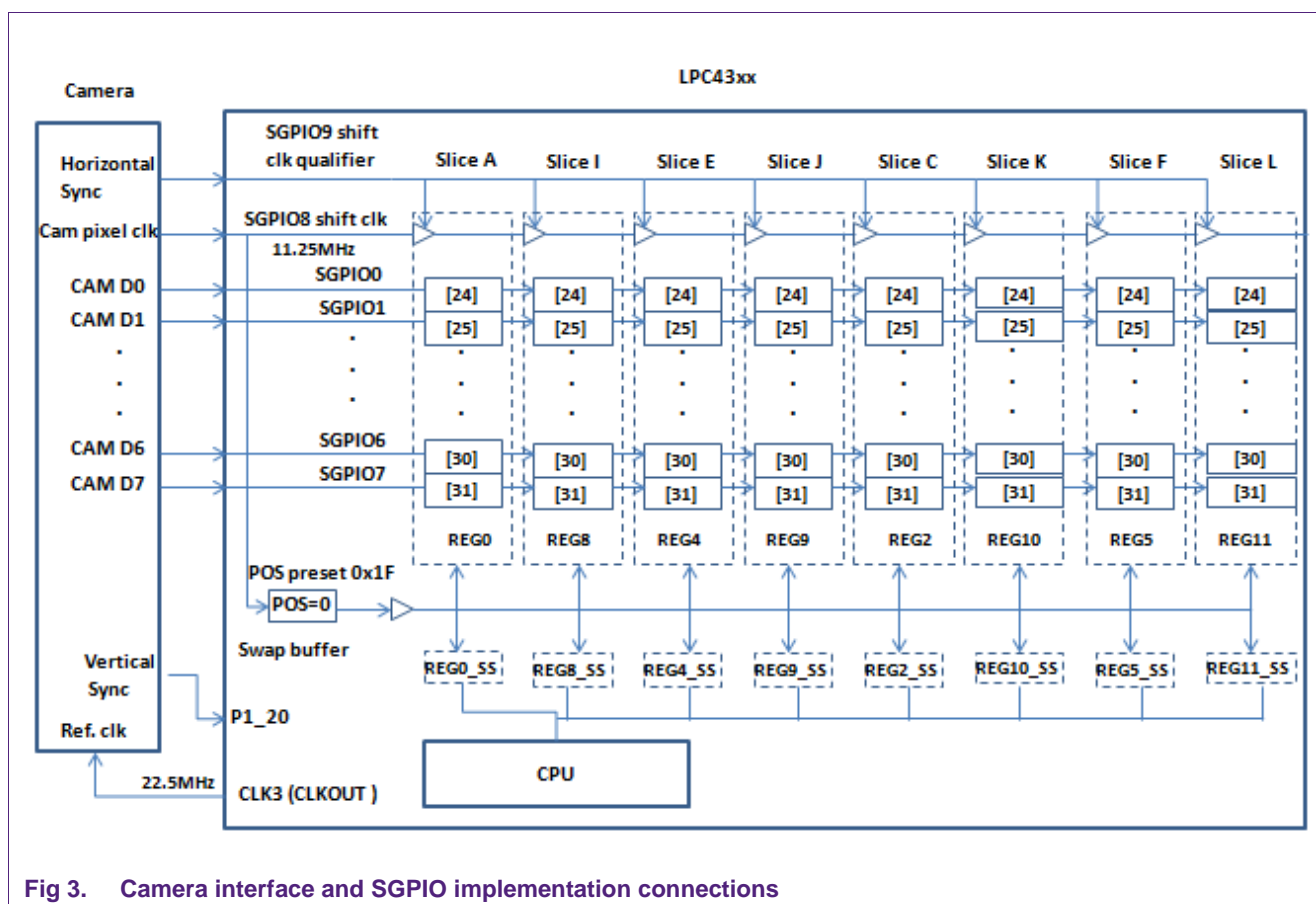 LPC43xx
Camera
SGPIO9 shift
clk qualifier
Slice A Slice I Slice E Slice J Slice C Slice K Slice F Slice L
Horizontal
Sync
Cam pixel clk
SGPIO8 shift clk
11.25MHz
CAM D0
SGPIO0
[24] [24] [24] [24] [24] [24] [24] [24]
CAM D1
SGPIO1
[25] [25] [25] [25] [25] [25] [25] [25]
CAM D6
SGPIO6
[30] [30] [30] [30] [30] [30] [30] [30]
CAM D7
SGPIO7
[31] [31] [31] [31] [31] [31] [31] [31]
REG0 REG8 REG4 REG9 REG2 REG10 REG5 REG11
POS preset 0x1F
POS=0
Swap buffer
REG0_SS REG8_SS REG4_SS REG9_SS REG2_SS REG10_SS REG5_SS REG11_SS
Vertical
Sync
P1_20
Ref. clk
CPU
22.5MHz
CLK3 (CLKOUT )
Fig 3. Camera interface and SGPIO implementation connections